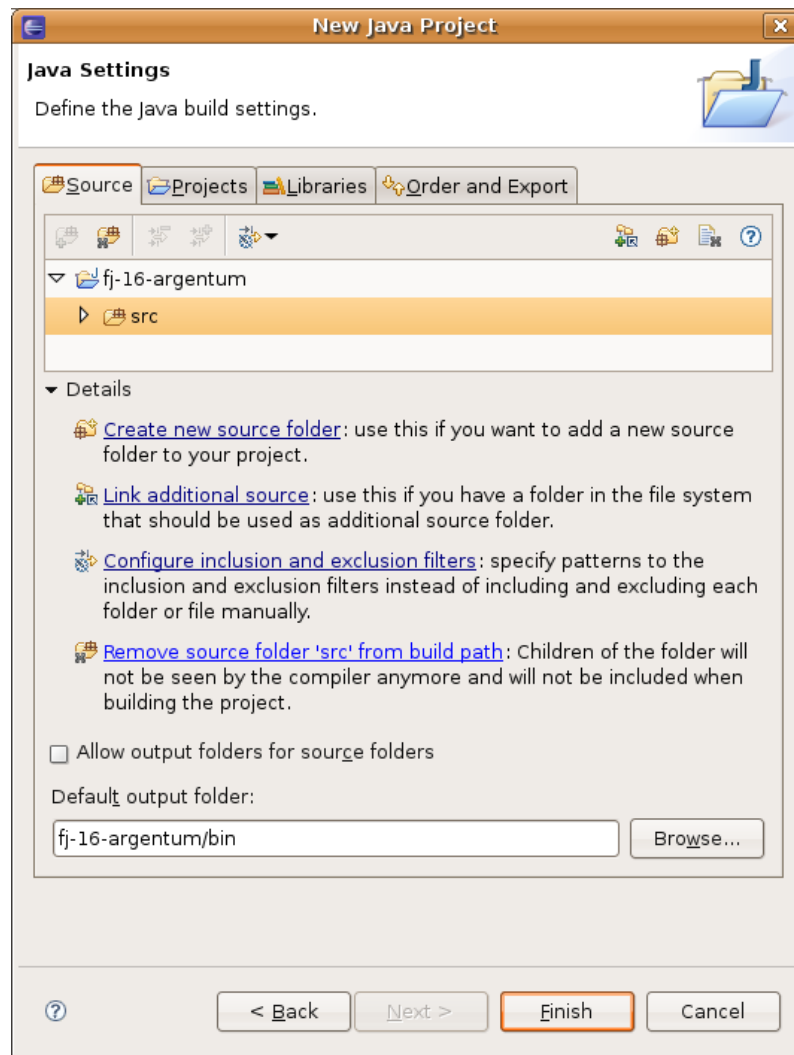 New Java Project
Java Settings
Define the Java build settings.
Source Projects Libraries Order and Export
fj-16-argentum
src
Details
Create new source folder: use this if you want to add a new source
folder to your project.
Link additional source: use this if you have a folder in the file system
that should be used as additional source folder.
Configure inclusion and exclusion filters: specify patterns to the
inclusion and exclusion filters instead of including and excluding each
folder or file manually.
Remove source folder 'src' from build path: Children of the folder will
not be seen by the compiler anymore and will not be included when
building the project.
Allow output folders for source folders
Default output folder:
fj-16-argentum/bin Browse...
< Back Next > Finish Cancel